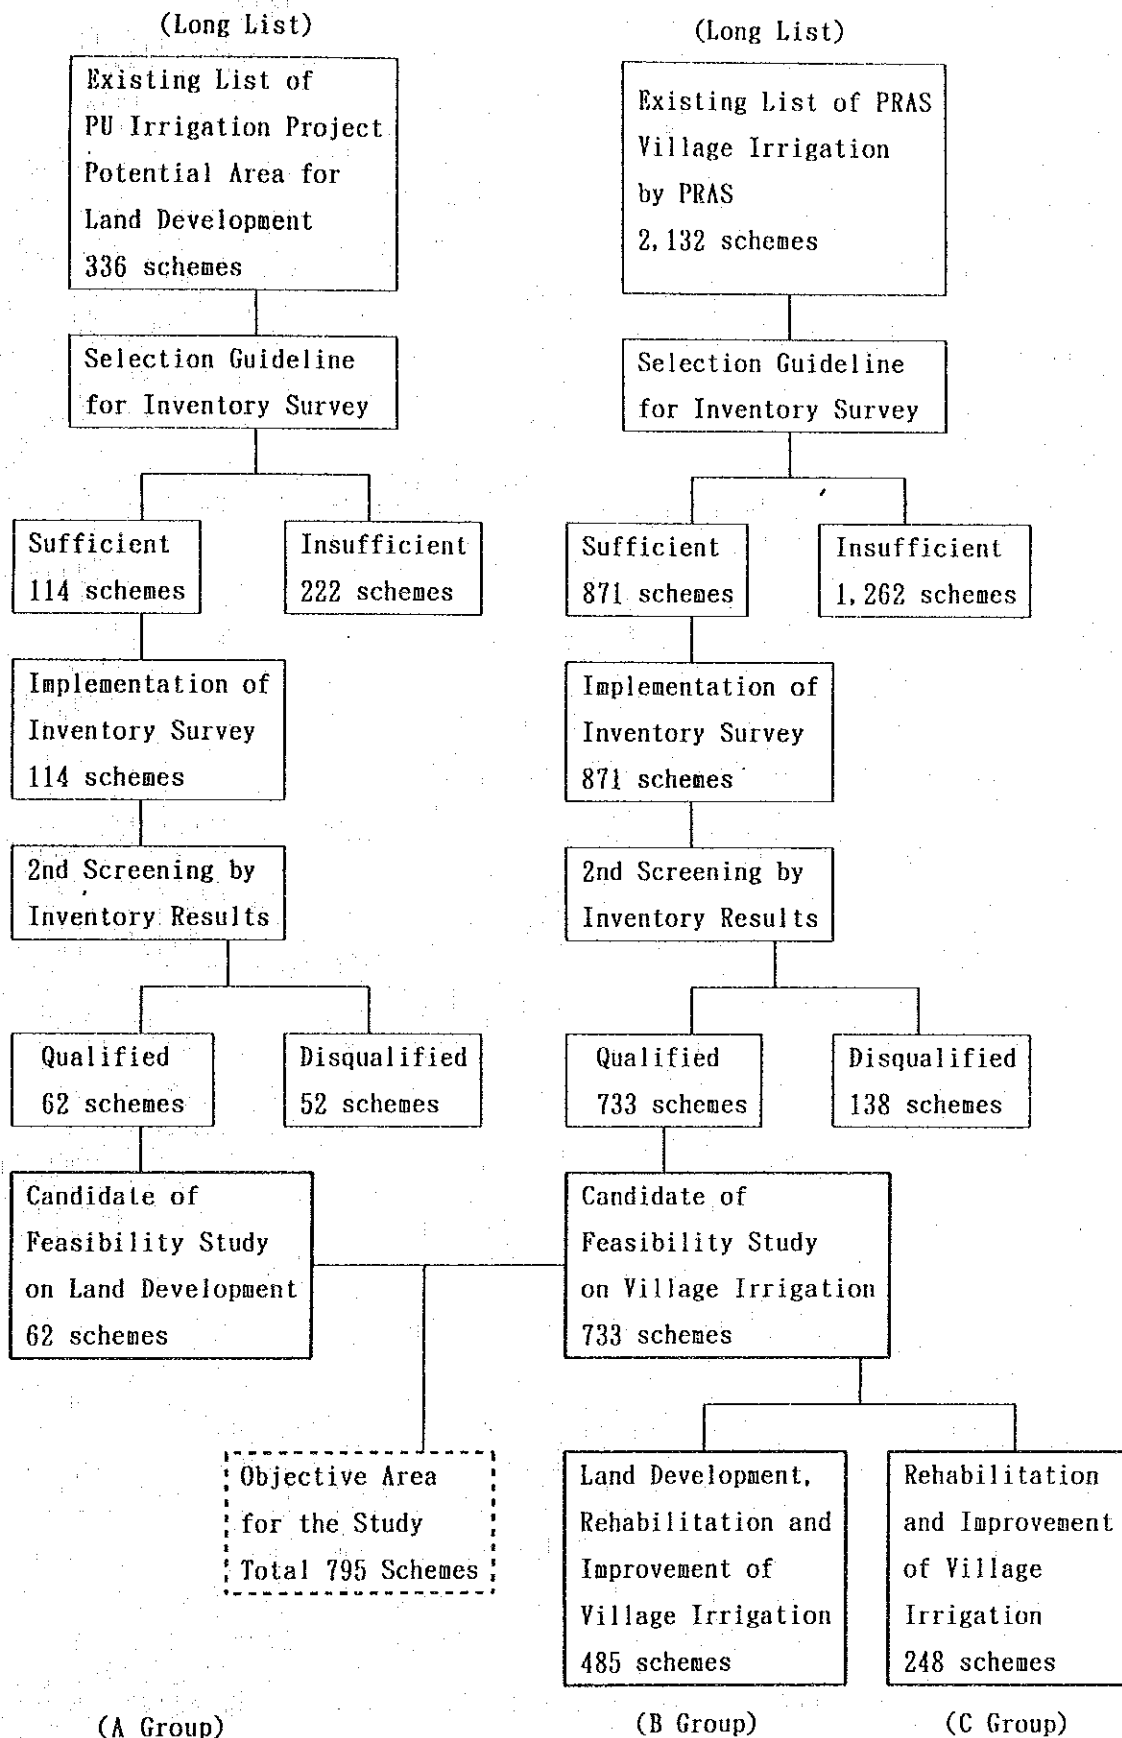 (Long List)
Existing List of
PU Irrigation Project
Potential Area for
Land Development
336 schemes
Selection Guideline
for Inventory Survey
Sufficient
114 schemes
Insufficient
222 schemes
Implementation of
Inventory Survey
114 schemes
2nd Screening by
Inventory Results
Qualified
62 schemes
Disqualified
52 schemes
Candidate of
Feasibility Study
on Land Development
62 schemes
(Long List)
Existing List of PRAS
Village Irrigation
by PRAS
2,132 schemes
Selection Guideline
for Inventory Survey
Sufficient
871 schemes
Insufficient
1,262 schemes
Implementation of
Inventory Survey
871 schemes
2nd Screening by
Inventory Results
Qualified
733 schemes
Disqualified
138 schemes
Candidate of
Feasibility Study
on Village Irrigation
733 schemes
Objective Area
for the Study
Total 795 Schemes
Land Development,
Rehabilitation and
Improvement of
Village Irrigation
485 schemes
Rehabilitation
and Improvement
of Village
Irrigation
248 schemes
(A Group)
(B Group)
(C Group)